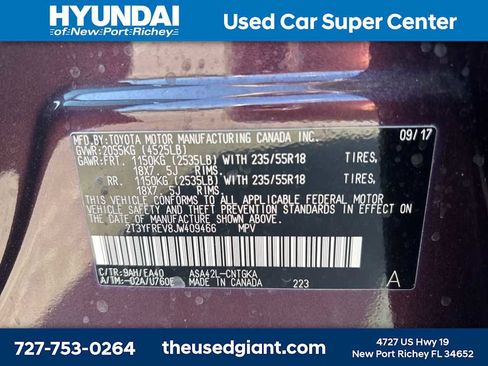 HYUNDAI
of New Port Richey
Used Car Super Center
MFD.BY: TOYOTA MOTOR MANUFACTURING CANADA INC. 09/17
GVWR: 2055KG (4525LB)
GAWR: FRT. 1150KG (2535LB) WITH 235/55R18 TIRES,
18X7. 5J RIMS.
RR. 1150KG (2535LB) WITH 235/55R18 TIRES,
18X7. 5J RIMS.
THIS VEHICLE CONFORMS TO ALL APPLICABLE FEDERAL MOTOR
VEHICLE SAFETY STANDARDS IN EFFECT ON THE DATE OF
MANUFACTURE SHOWN ABOVE.
2T3YFREV8JW409466 MPV
C/TR: 9AH/EA40 ASA42L-CNTGKA
A/TM: -02A/U760E MADE IN CANADA 223 A
727-753-0264
theusedgiant.com
4727 US Hwy 19
New Port Richey FL 34652